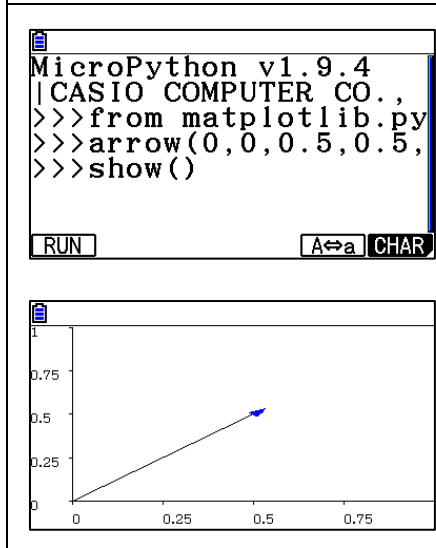 MicroPython v1.9.4
|CASIO COMPUTER CO.,
>>>from matplotlib.py
>>>arrow(0,0,0.5,0.5,
>>>show()
RUN A⇔a CHAR
1
0.75
0.5
0.25
0
0 0.25 0.5 0.75